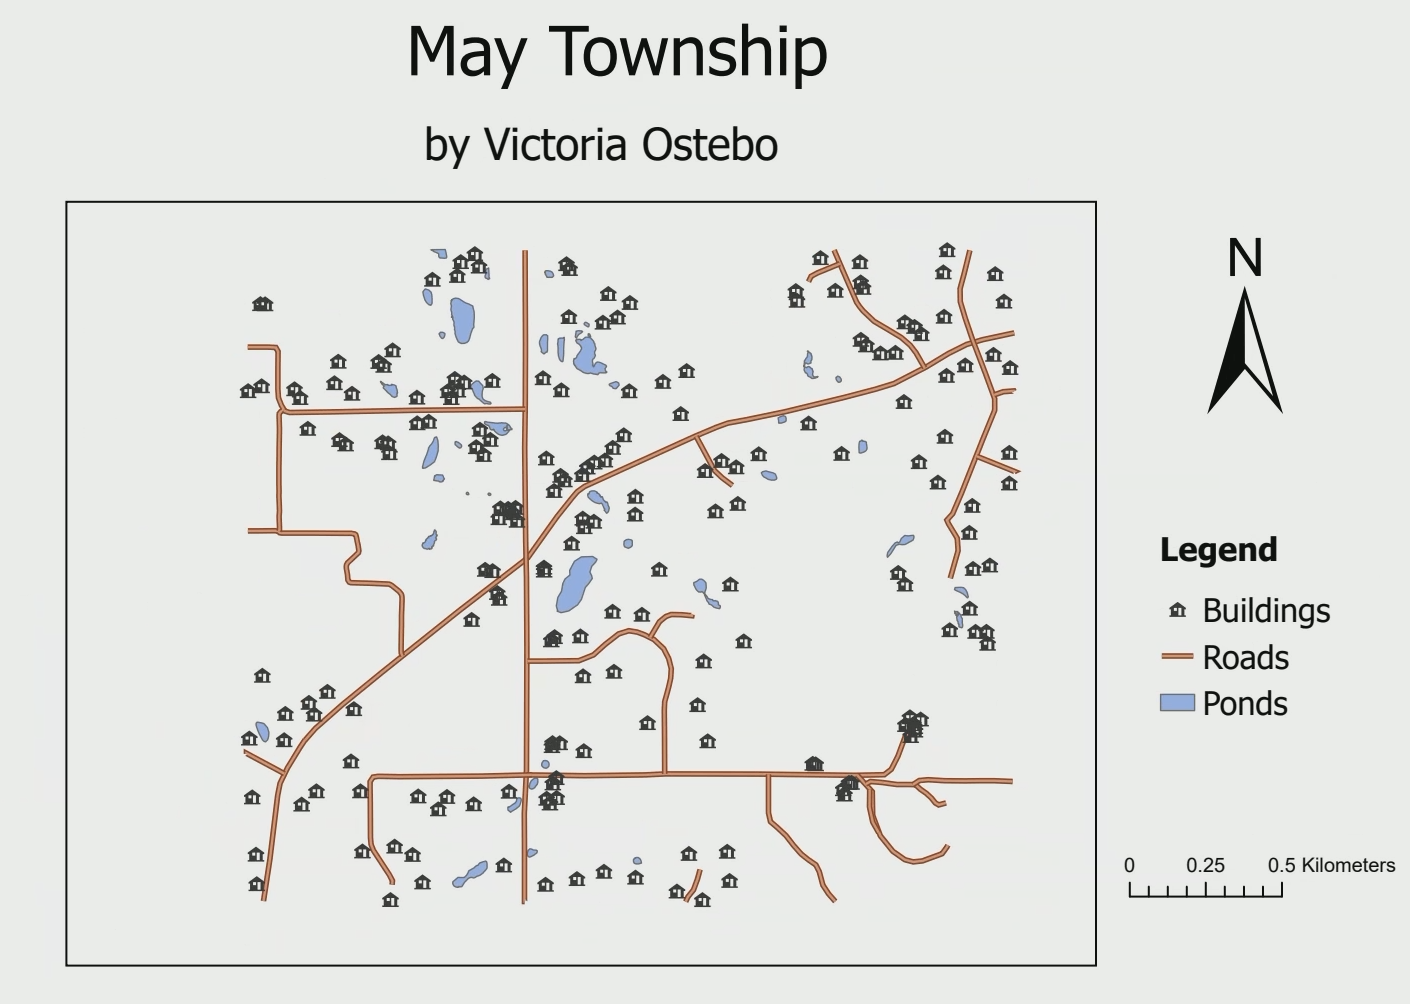 May Township
by Victoria Ostebo
N
Legend
Buildings
Roads
Ponds
0 0.25 0.5 Kilometers